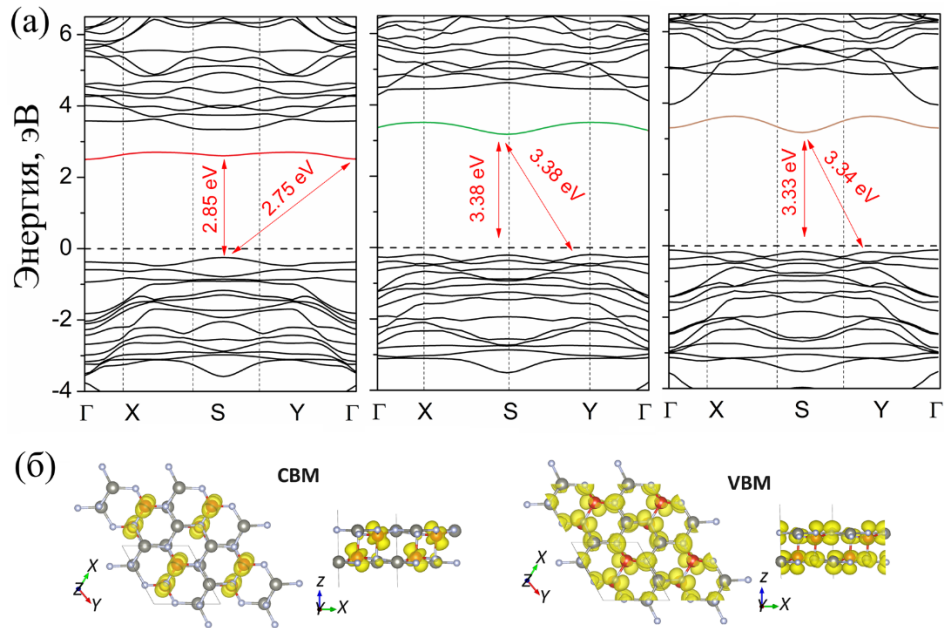 (а)
Энергия, эВ
6
4
2
0
-2
-4
2.85 eV
2.75 eV
3.38 eV
3.38 eV
3.33 eV
3.34 eV
Γ X S Y Γ
X S Y Γ
X S Y Γ
(б)
CBM
VBM
X
Z
Y
z
Y
X
X
Z
Y
z
Y
X